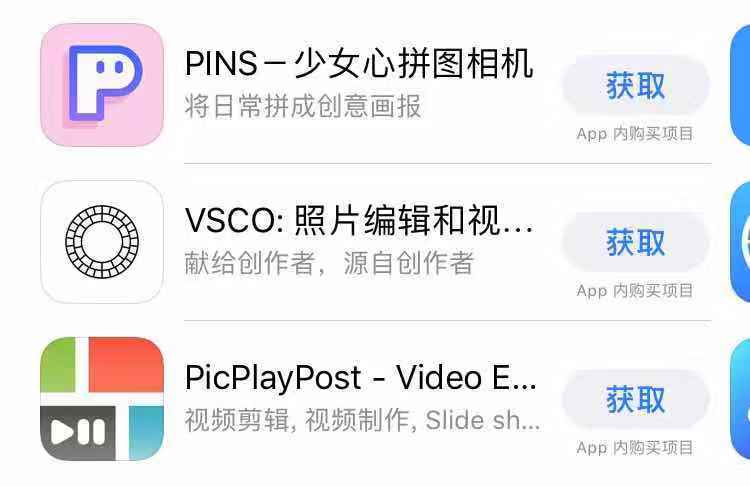 PINS－少女心拼图相机
将日常拼成创意画报
获取
App 内购买项目
VSCO: 照片编辑和视…
献给创作者，源自创作者
获取
App 内购买项目
PicPlayPost - Video E...
视频剪辑, 视频制作, Slide sh...
获取
App 内购买项目